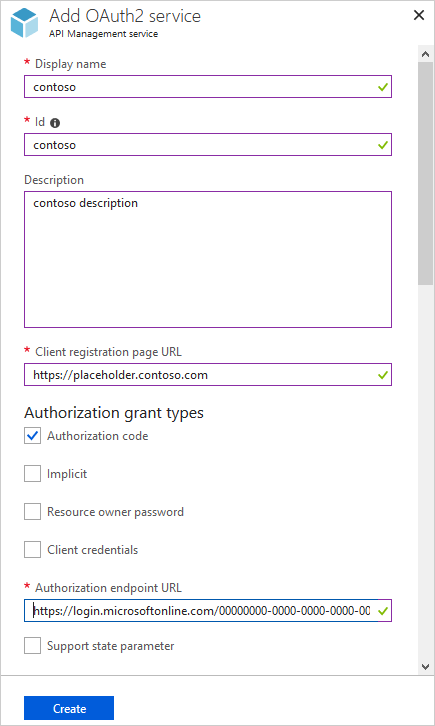 Add OAuth2 service
API Management service
* Display name
contoso
* Id
contoso
Description
contoso description
* Client registration page URL
https://placeholder.contoso.com
Authorization grant types
Authorization code
Implicit
Resource owner password
Client credentials
* Authorization endpoint URL
https://login.microsoftonline.com/00000000-0000-0000-0000-00
Support state parameter
Create